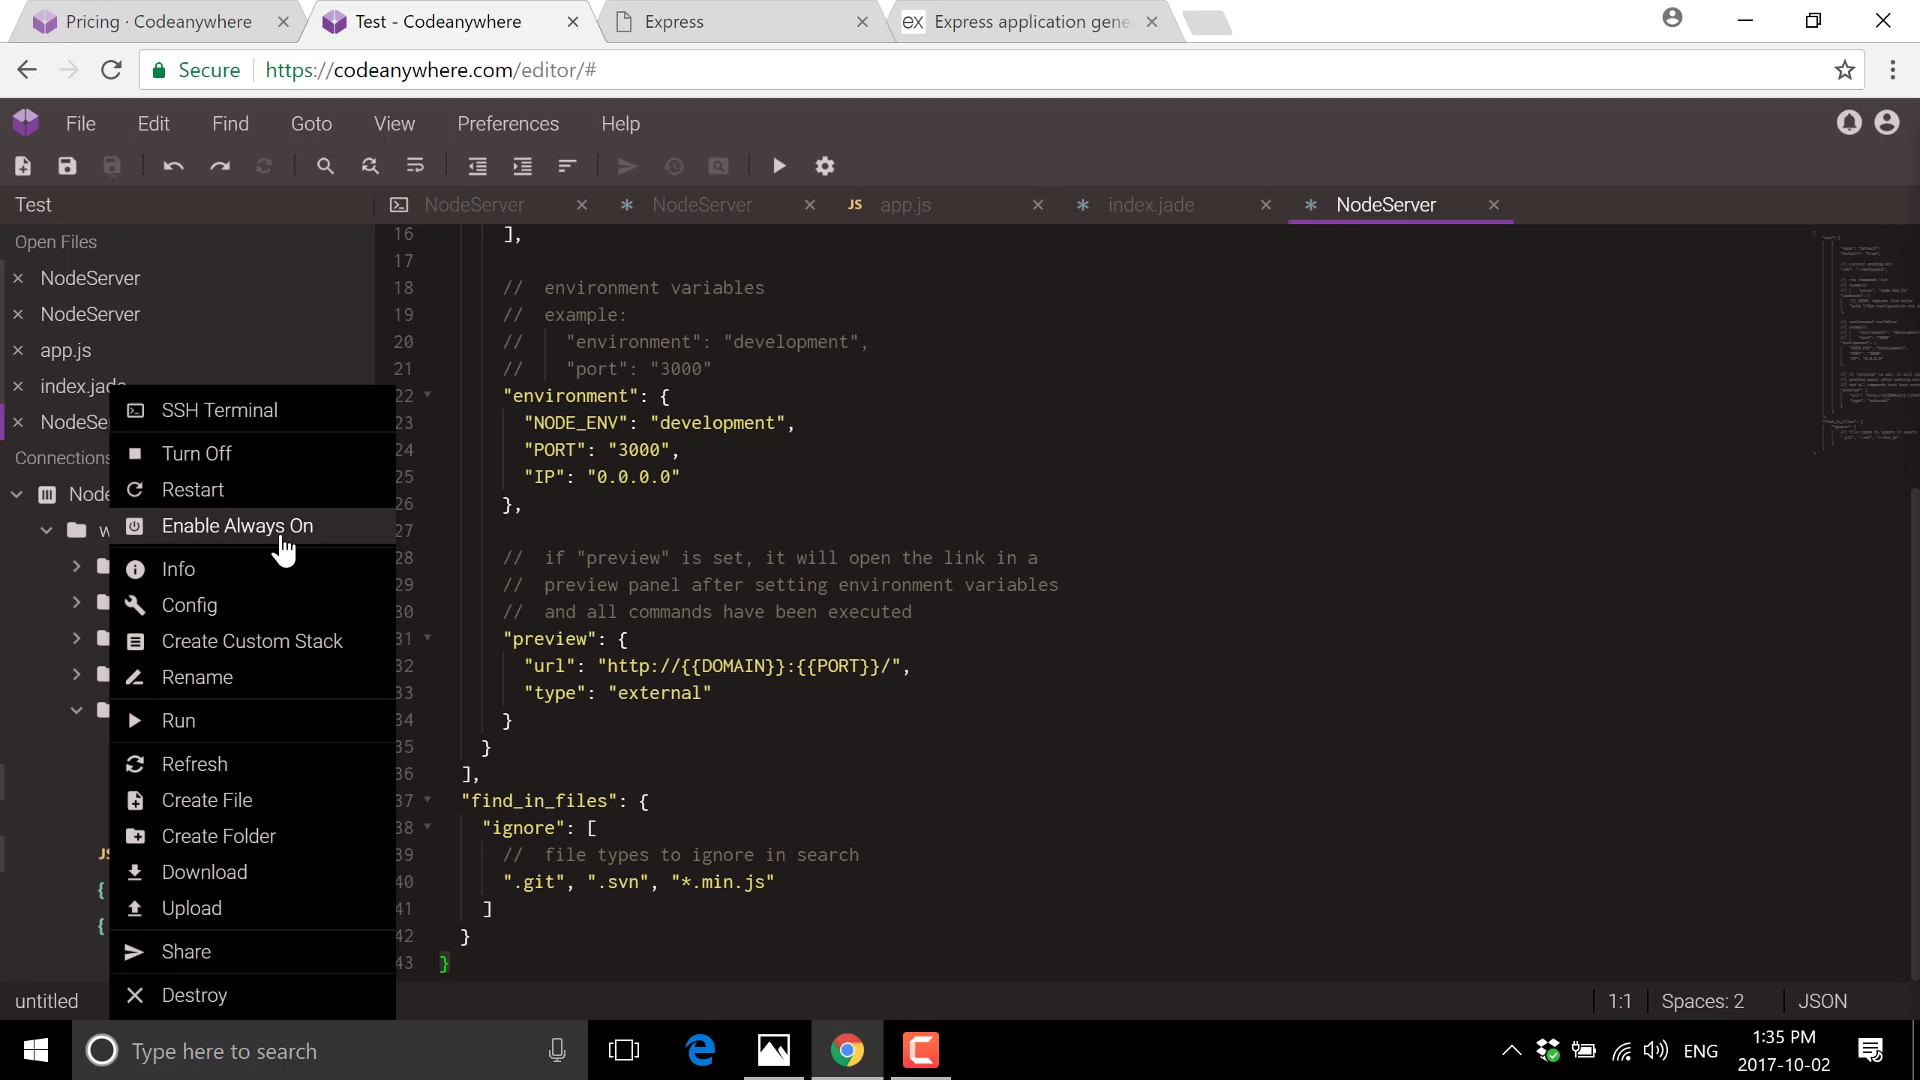 Pricing · Codeanywhere
Test - Codeanywhere
Express
ex Express application gene
Secure https://codeanywhere.com/editor/#
File Edit Find Goto View Preferences Help
Test
NodeServer
NodeServer
JS app.js
index.jade
NodeServer
Open Files
NodeServer
NodeServer
app.js
index.jade
NodeSe
Connections
Node
w
JS
{
{
SSH Terminal
Turn Off
Restart
Enable Always On
Info
Config
Create Custom Stack
Rename
Run
Refresh
Create File
Create Folder
Download
Upload
Share
Destroy
16 ],
17
18 // environment variables
19 // example:
20 // "environment": "development",
21 // "port": "3000"
22 "environment": {
23 "NODE_ENV": "development",
24 "PORT": "3000",
25 "IP": "0.0.0.0"
26 },
27
28 // if "preview" is set, it will open the link in a
29 // preview panel after setting environment variables
30 // and all commands have been executed
31 "preview": {
32 "url": "http://{{DOMAIN}}:{{PORT}}/",
33 "type": "external"
34 }
35 }
36 ],
37 "find_in_files": {
38 "ignore": [
39 // file types to ignore in search
40 ".git", ".svn", "*.min.js"
41 ]
42 }
43 }
untitled
1:1 Spaces: 2 JSON
Type here to search
ENG
1:35 PM
2017-10-02